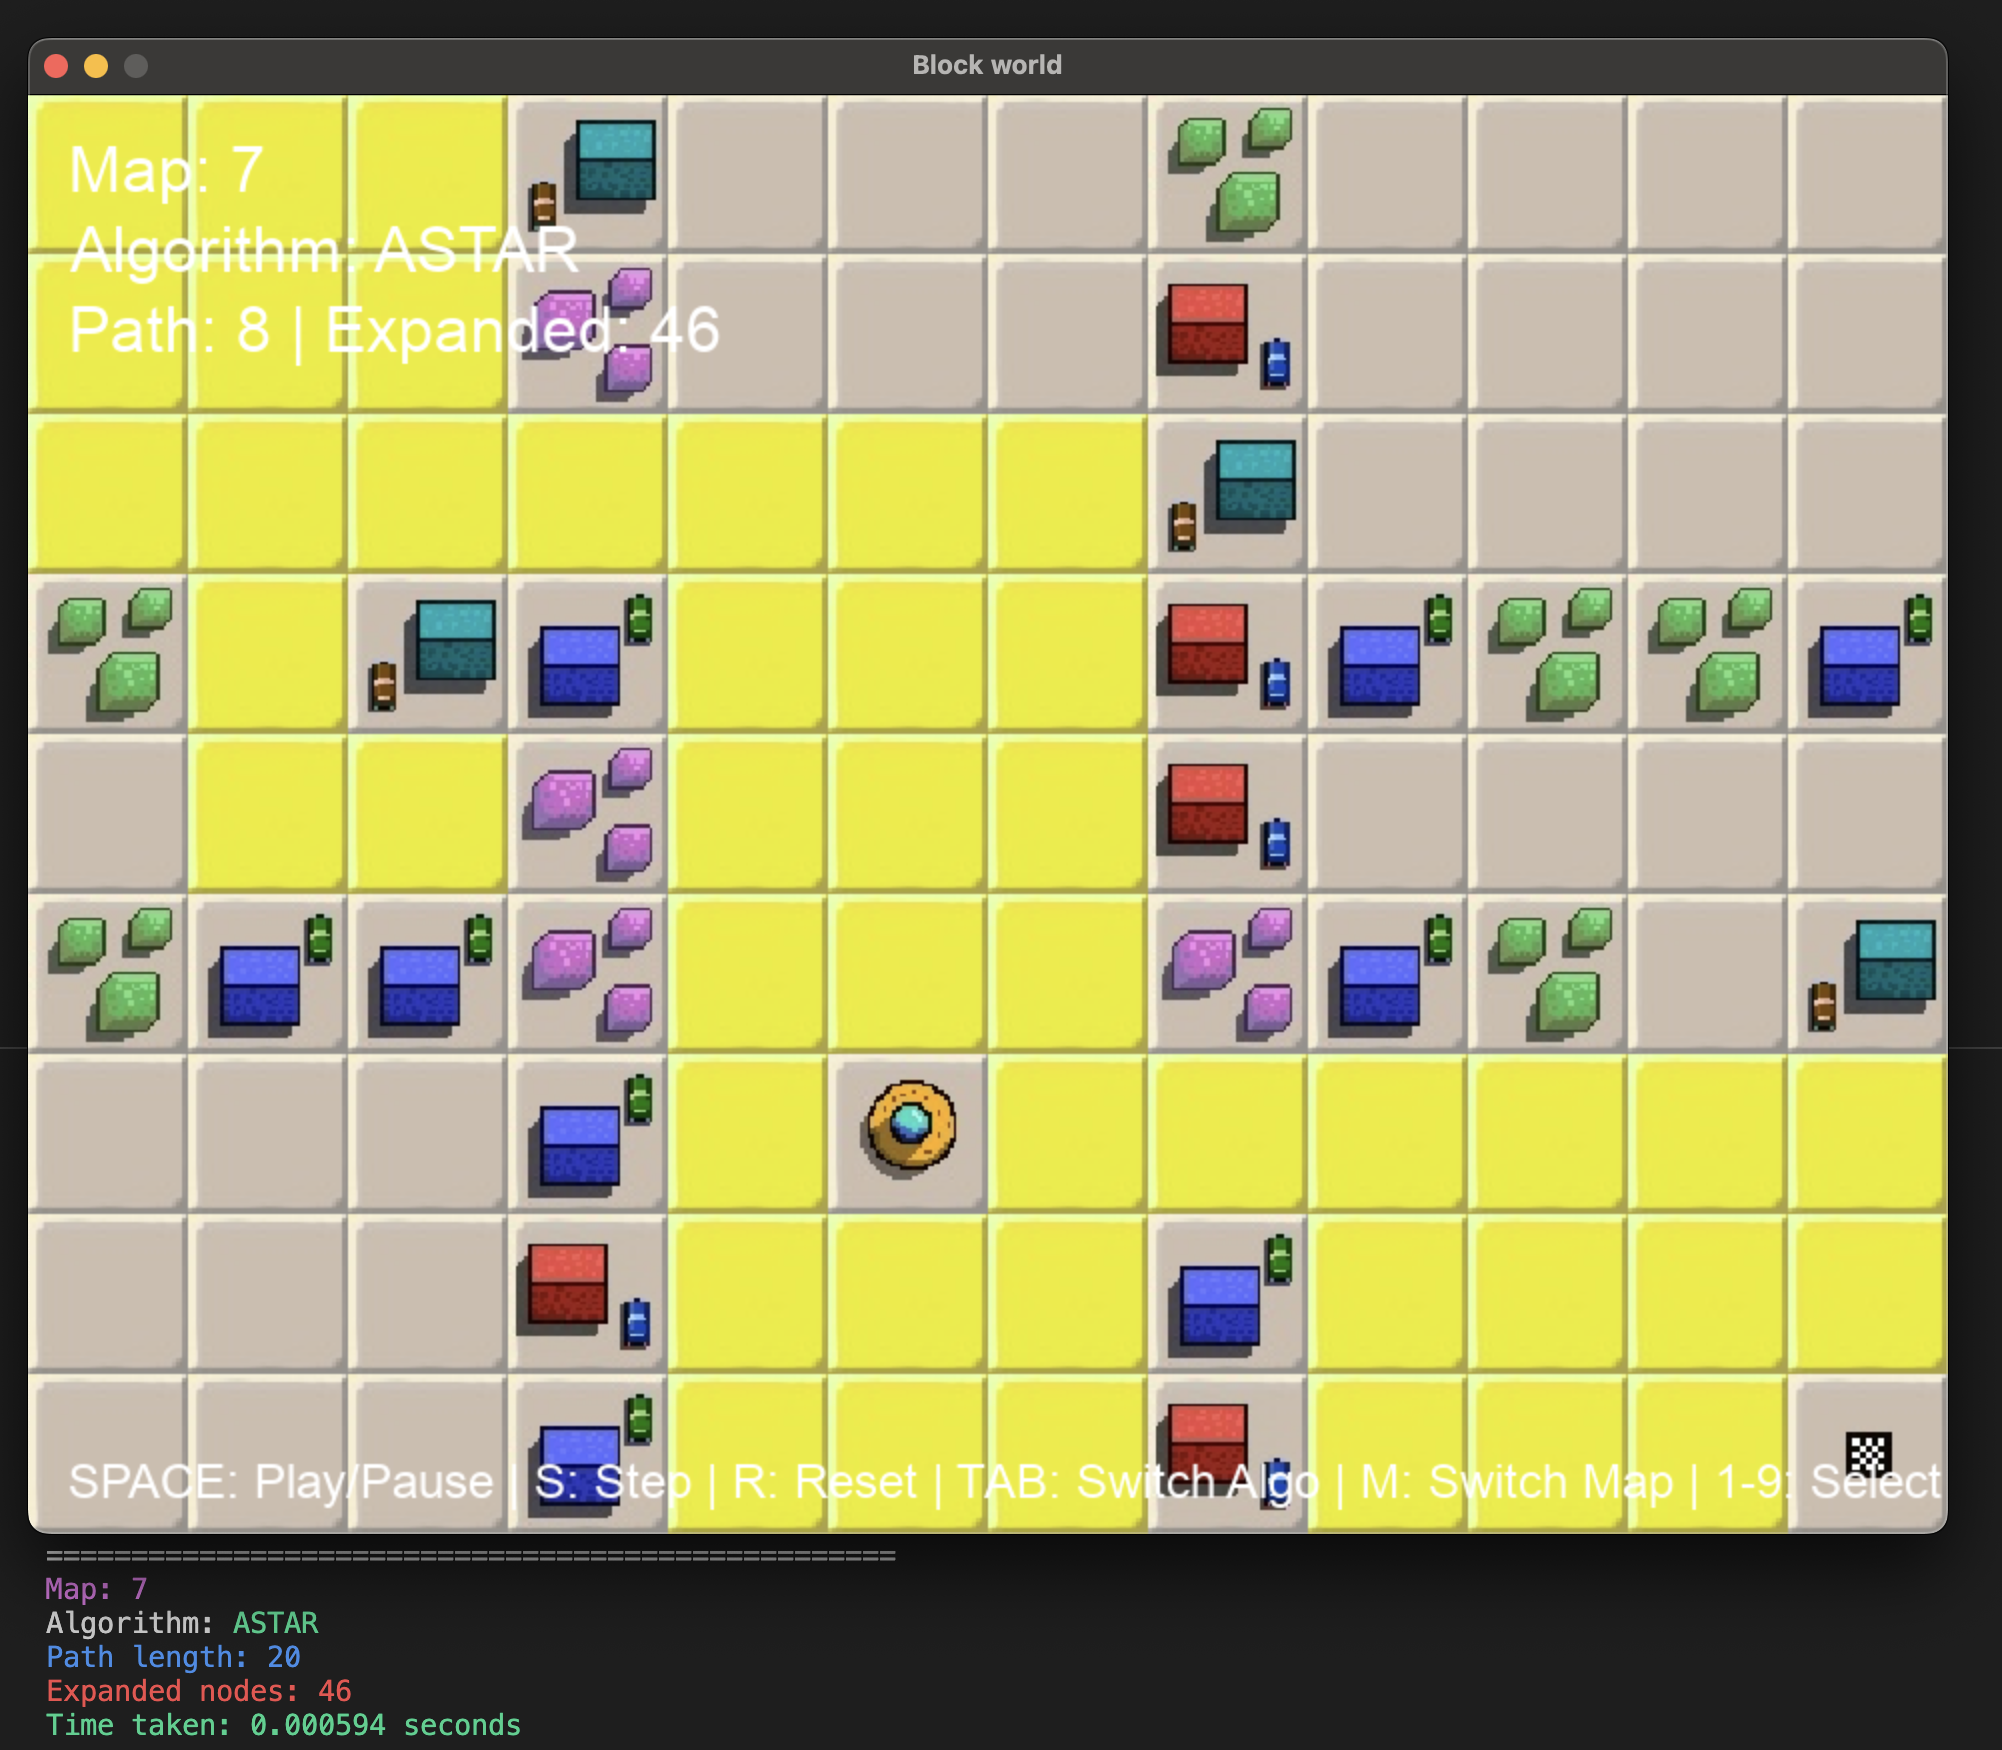 Block world
Map: 7
Algorithm: ASTAR
Path: 8 | Expanded: 46
SPACE: Play/Pause | S: Step | R: Reset | TAB: Switch Algo | M: Switch Map | 1-9: Select
==================================================
Map: 7
Algorithm: ASTAR
Path length: 20
Expanded nodes: 46
Time taken: 0.000594 seconds